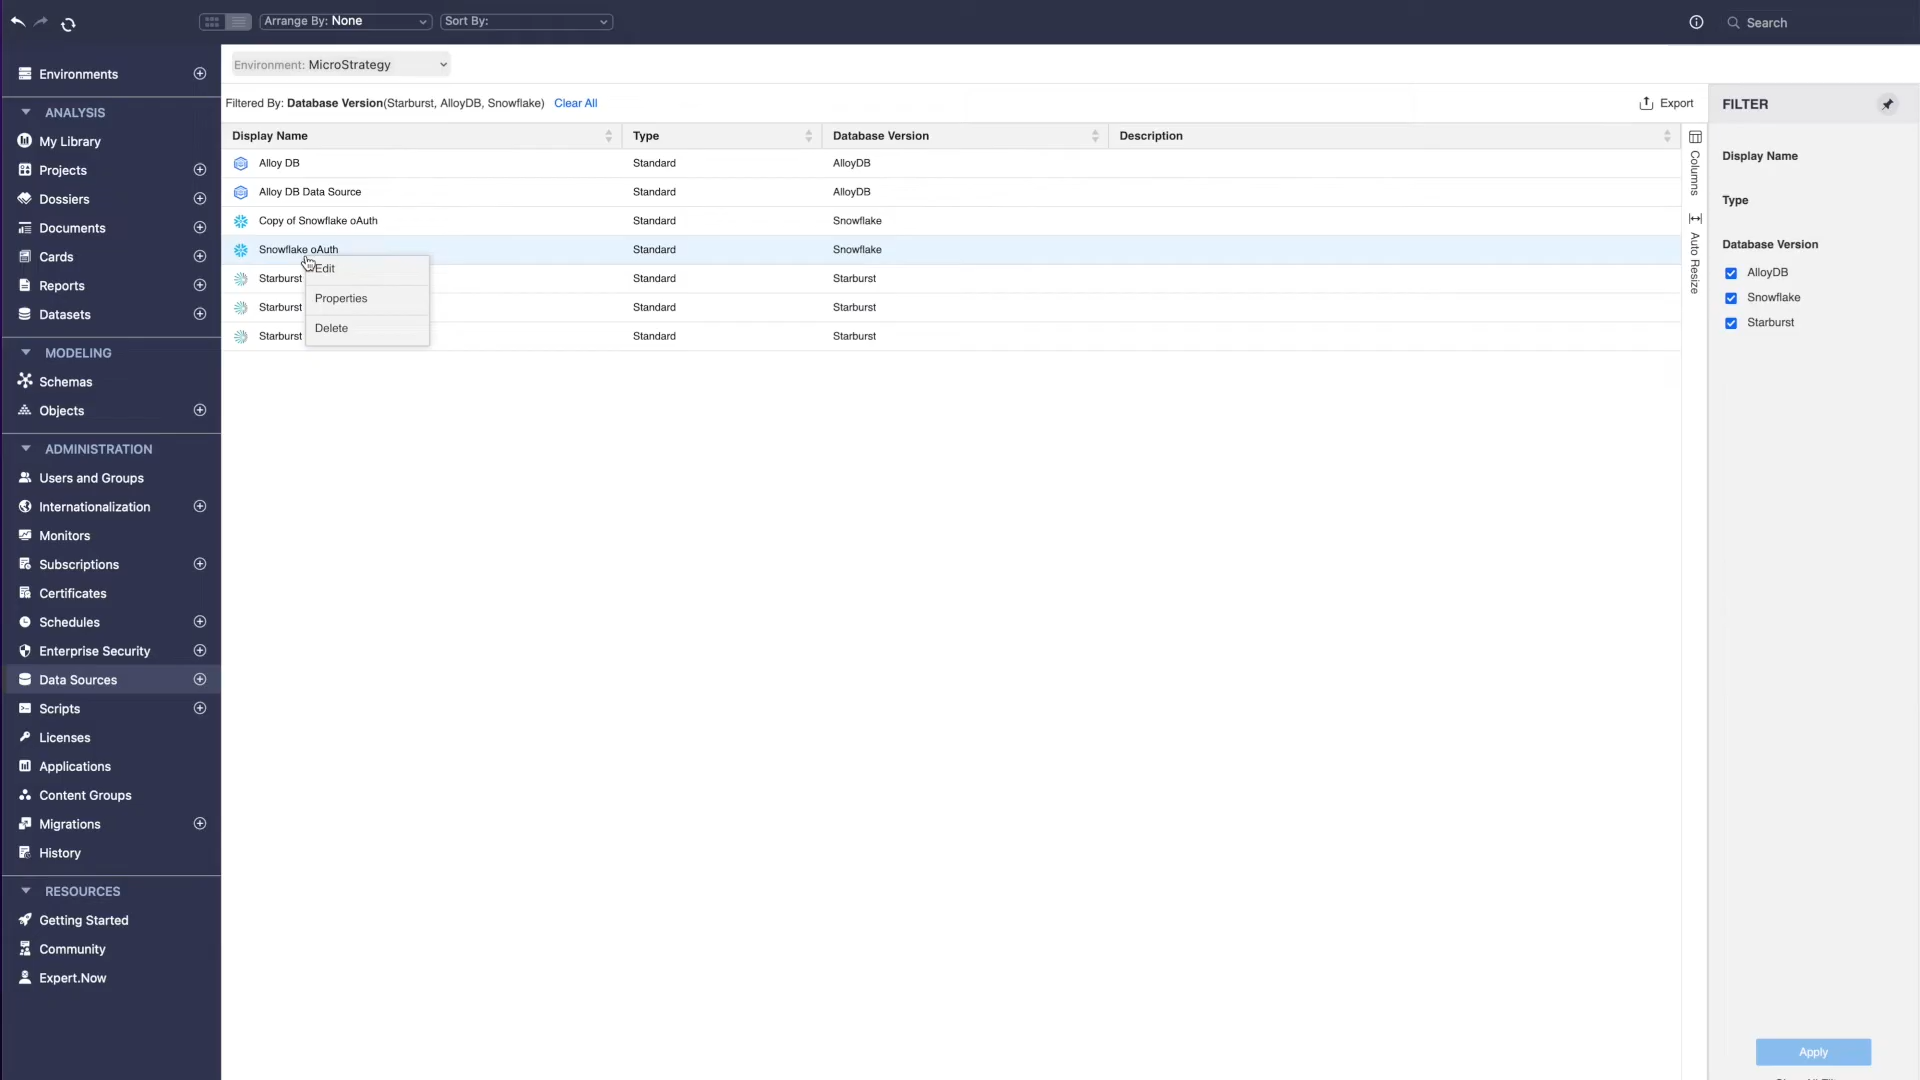 Arrange By: None
Sort By:
Search
Environments
ANALYSIS
My Library
Projects
Dossiers
Documents
Cards
Reports
Datasets
MODELING
Schemas
Objects
ADMINISTRATION
Users and Groups
Internationalization
Monitors
Subscriptions
Certificates
Schedules
Enterprise Security
Data Sources
Scripts
Licenses
Applications
Content Groups
Migrations
History
RESOURCES
Getting Started
Community
Expert.Now
Environment: MicroStrategy
Filtered By: Database Version(Starburst, AlloyDB, Snowflake) Clear All
Export
Display Name Type Database Version Description
Alloy DB Standard AlloyDB
Alloy DB Data Source Standard AlloyDB
Copy of Snowflake oAuth Standard Snowflake
Snowflake oAuth Standard Snowflake
Starburst Standard Starburst
Starburst Standard Starburst
Starburst Standard Starburst
Edit
Properties
Delete
Columns
Auto Resize
FILTER
Display Name
Type
Database Version
AlloyDB
Snowflake
Starburst
Apply